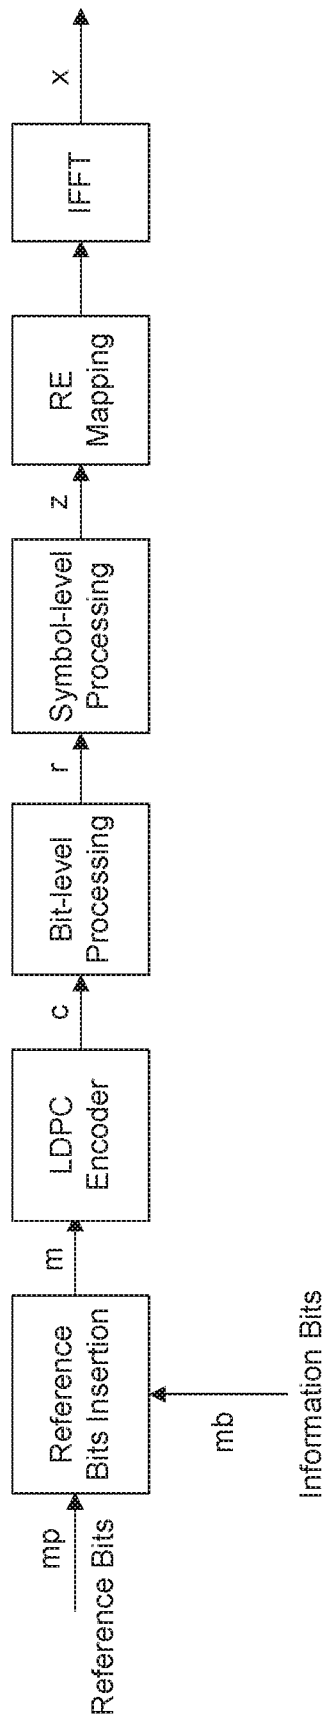 mp
Reference Bits
Reference
Bits Insertion
mb
Information Bits
m
LDPC
Encoder
c
Bit-level
Processing
r
Symbol-level
Processing
z
RE
Mapping
IFFT
x